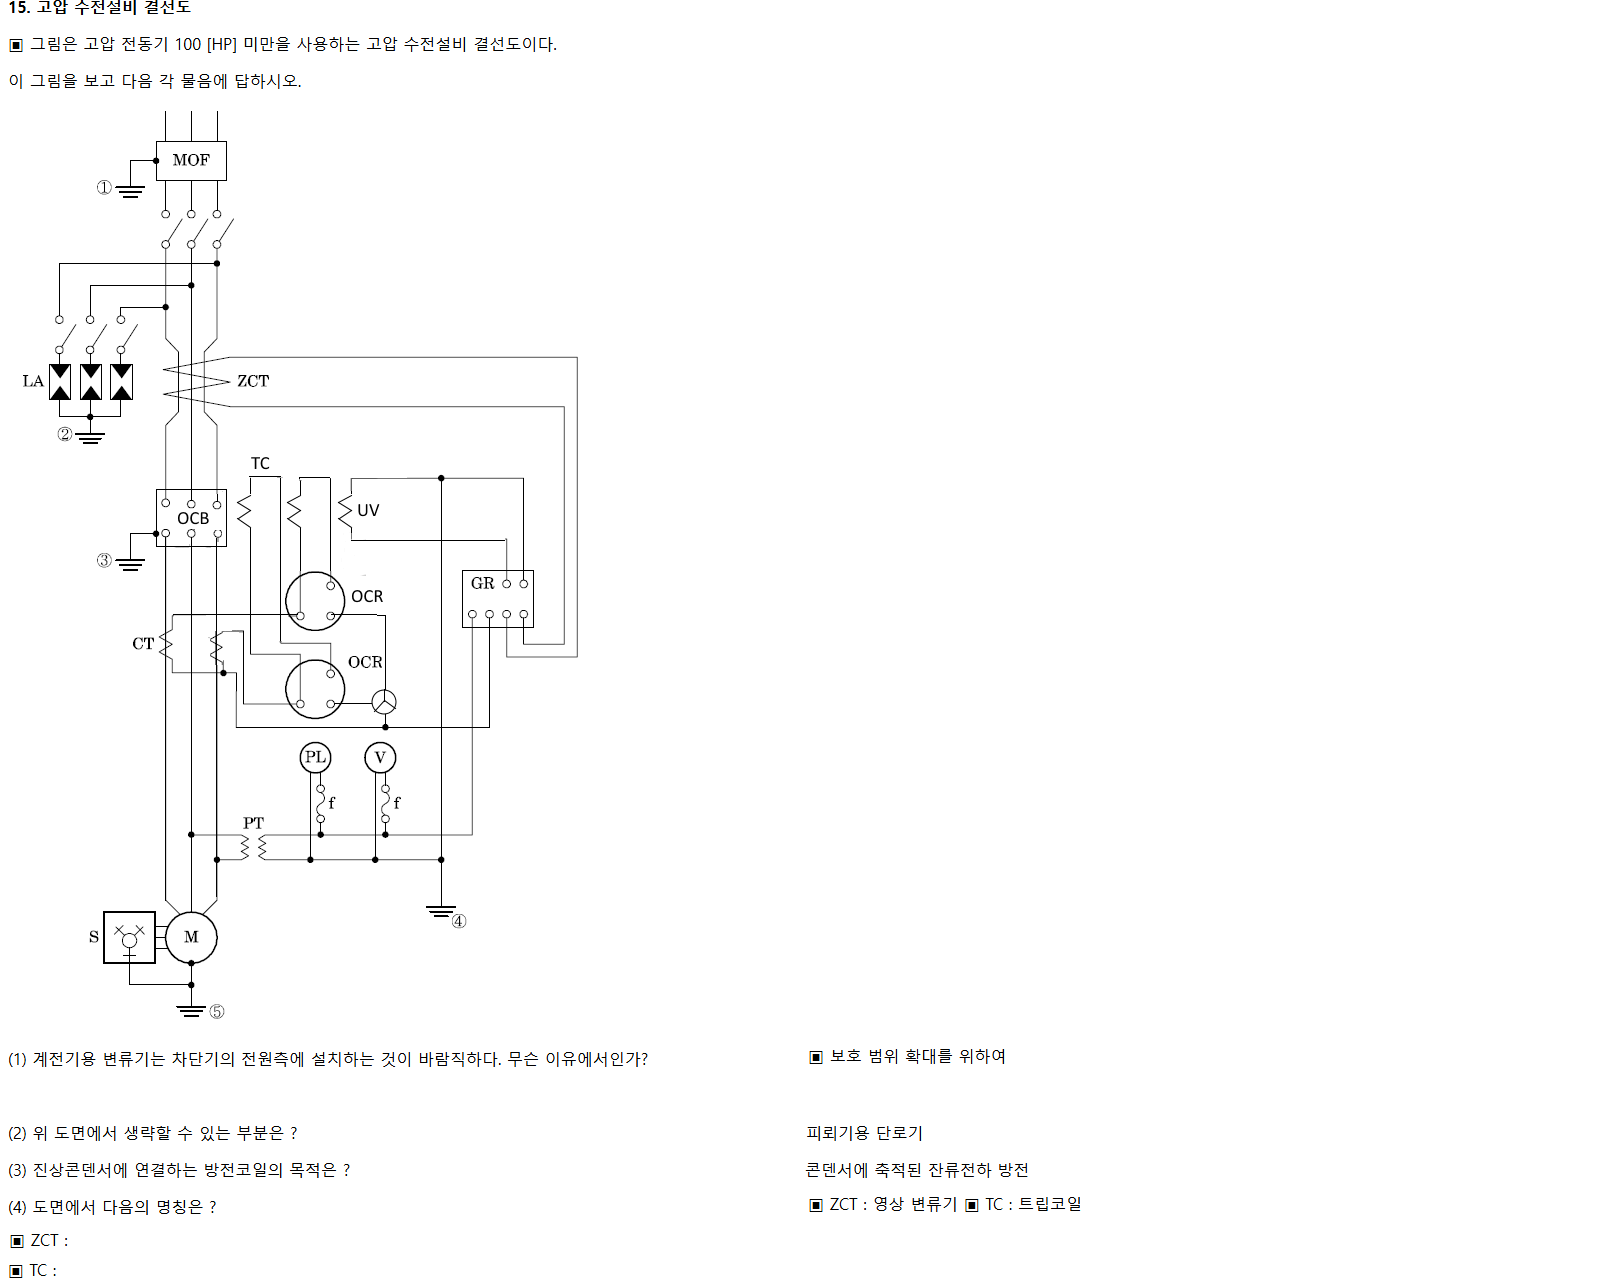 15. 고압 수전설비 결선도
▣ 그림은 고압 전동기 100 [HP] 미만을 사용하는 고압 수전설비 결선도이다.
이 그림을 보고 다음 각 물음에 답하시오.
MOF
①
LA
ZCT
②
TC
UV
OCB
③
GR
OCR
CT
OCR
PL
V
f
f
PT
④
S
M
⑤
(1) 계전기용 변류기는 차단기의 전원측에 설치하는 것이 바람직하다. 무슨 이유에서인가?
▣ 보호 범위 확대를 위하여
(2) 위 도면에서 생략할 수 있는 부분은 ?
피뢰기용 단로기
(3) 진상콘덴서에 연결하는 방전코일의 목적은 ?
콘덴서에 축적된 잔류전하 방전
(4) 도면에서 다음의 명칭은 ?
▣ ZCT : 영상 변류기 ▣ TC : 트립코일
▣ ZCT :
▣ TC :